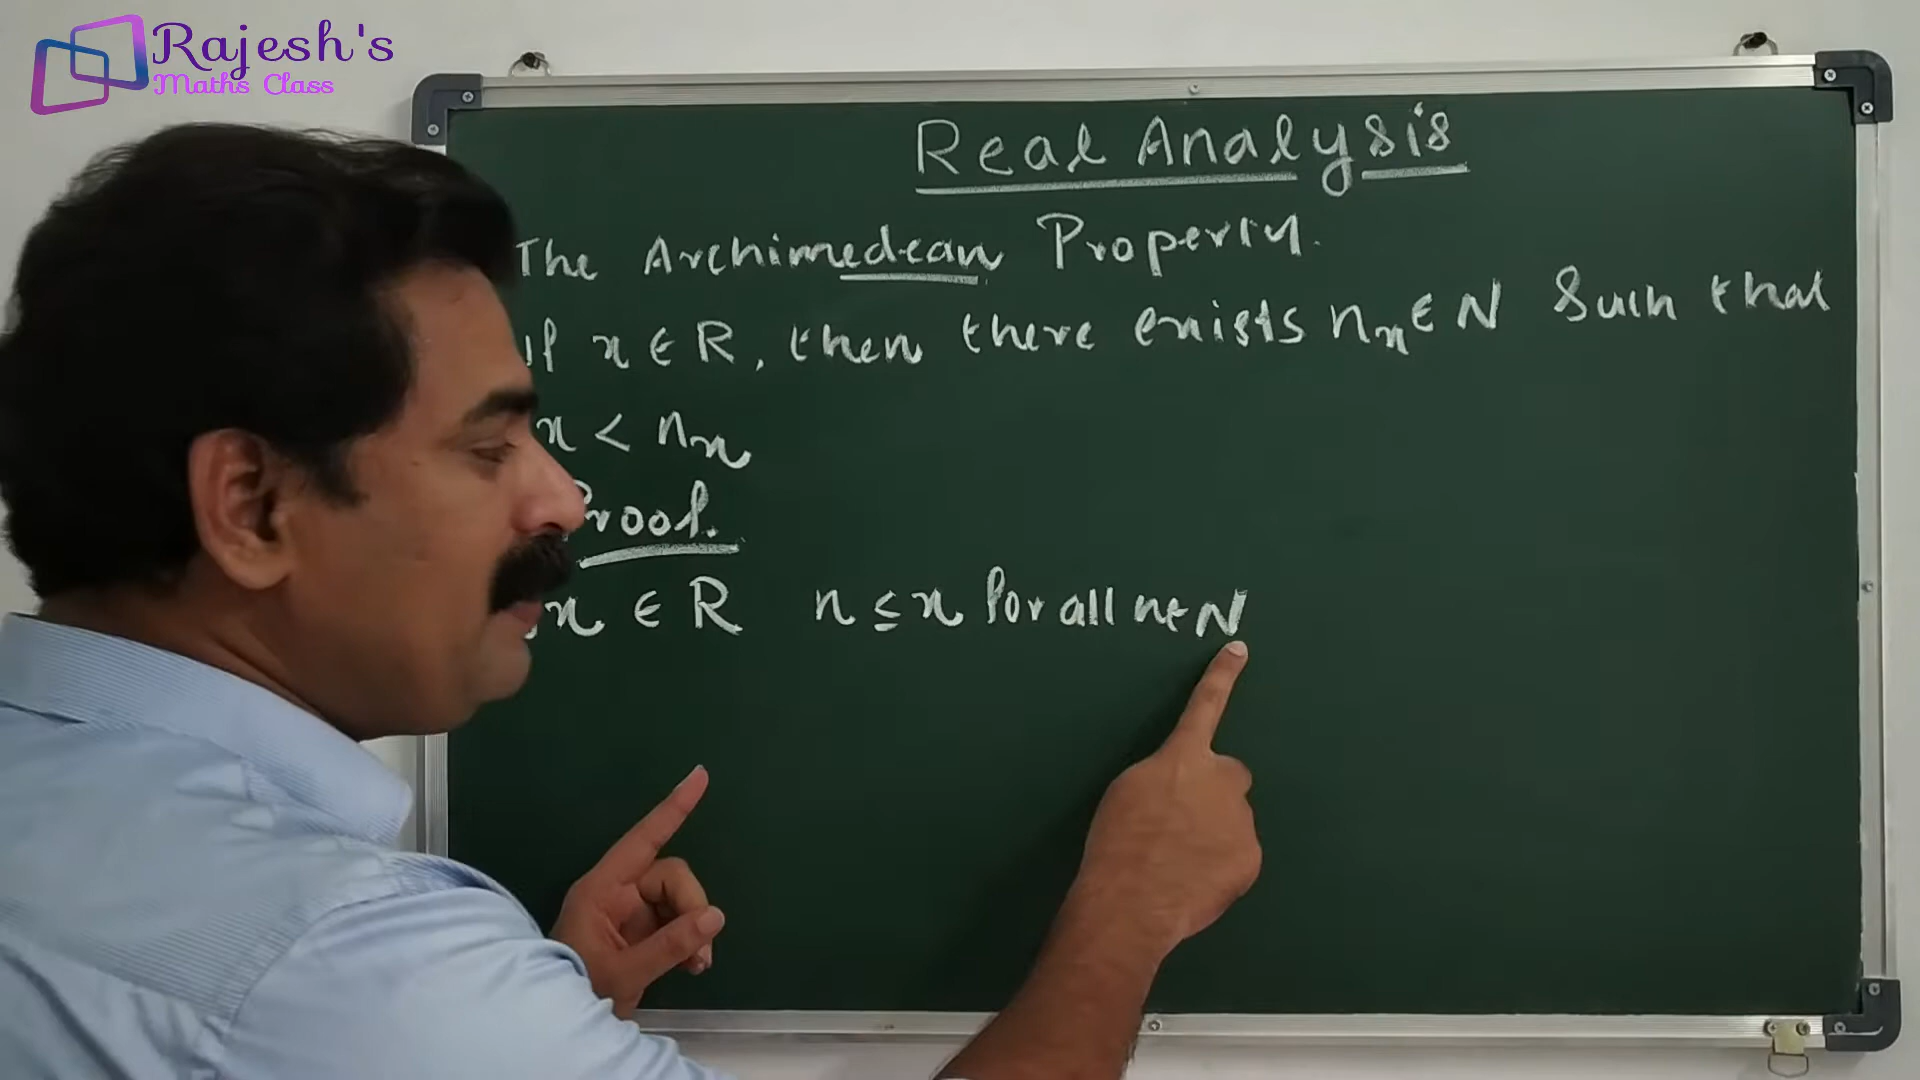 Rajesh's
Maths Class
Real Analysis
The Archimedean Property.
If x ∈ R, then there exists nₓ ∈ N Such that
x < nₓ
Proof.
x ∈ R n ≤ x for all n ∈ N